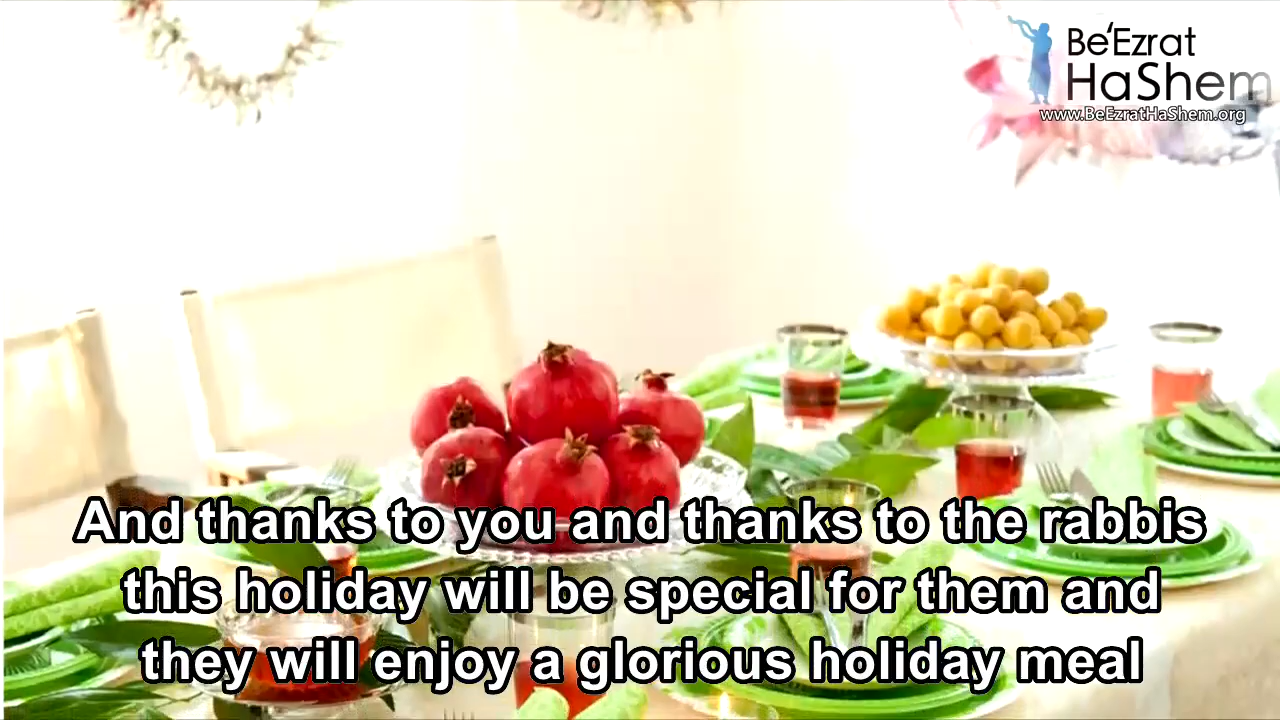 Be'Ezrat
HaShem
www.BeEzratHaShem.org
And thanks to you and thanks to the rabbis
this holiday will be special for them and
they will enjoy a glorious holiday meal